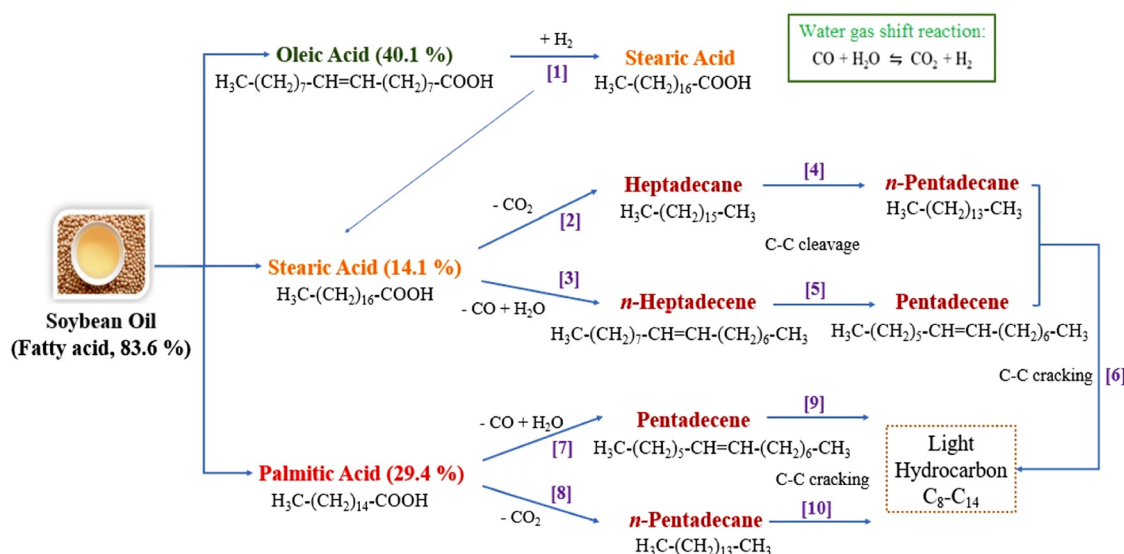 Oleic Acid (40.1 %)
H₃C-(CH₂)₇-CH=CH-(CH₂)₇-COOH
+ H₂
[1]
Stearic Acid
H₃C-(CH₂)₁₆-COOH
Water gas shift reaction:
CO + H₂O ⇋ CO₂ + H₂
Soybean Oil
(Fatty acid, 83.6 %)
Stearic Acid (14.1 %)
H₃C-(CH₂)₁₆-COOH
- CO₂
[2]
Heptadecane
H₃C-(CH₂)₁₅-CH₃
[4]
n-Pentadecane
H₃C-(CH₂)₁₃-CH₃
C-C cleavage
[3]
- CO + H₂O
n-Heptadecene
H₃C-(CH₂)₇-CH=CH-(CH₂)₆-CH₃
[5]
Pentadecene
H₃C-(CH₂)₅-CH=CH-(CH₂)₆-CH₃
C-C cracking
[6]
Palmitic Acid (29.4 %)
H₃C-(CH₂)₁₄-COOH
- CO + H₂O
[7]
Pentadecene
H₃C-(CH₂)₅-CH=CH-(CH₂)₆-CH₃
[9]
C-C cracking
[8]
- CO₂
n-Pentadecane
H₃C-(CH₂)₁₃-CH₃
[10]
Light
Hydrocarbon
C₈-C₁₄